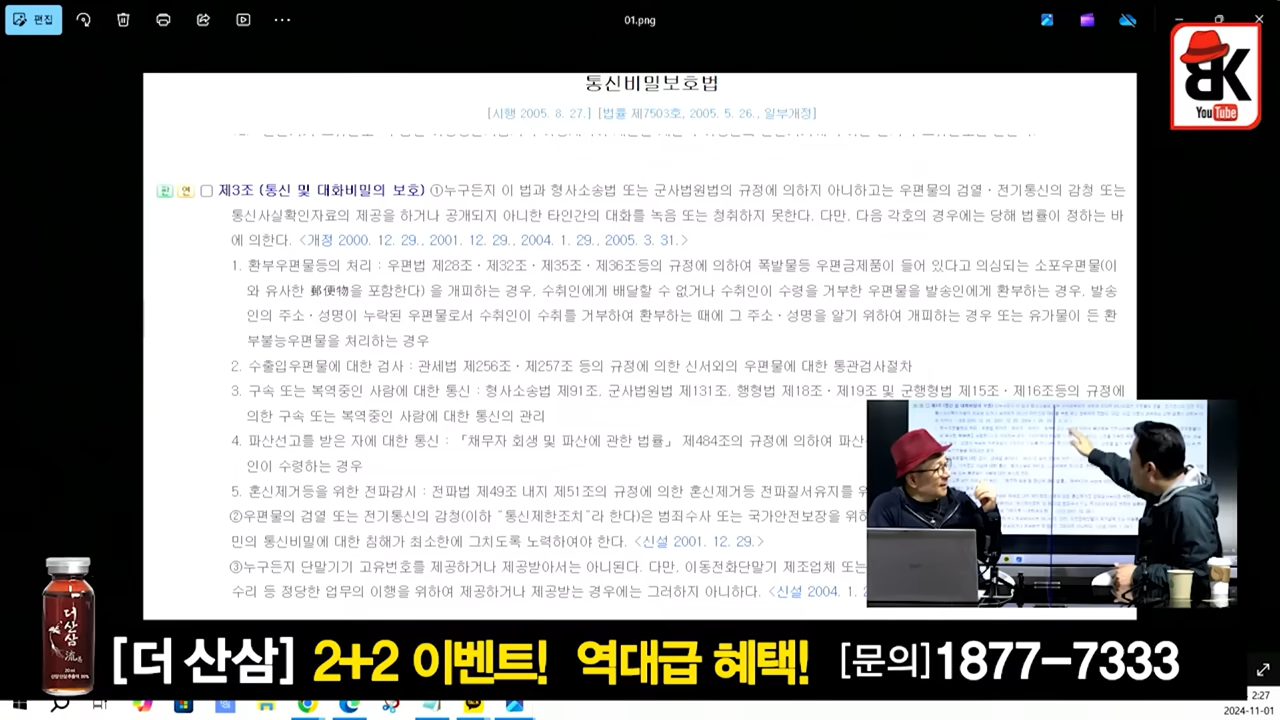 편집
01.png
BK
YouTube
통신비밀보호법
[시행 2005. 8. 27.] [법률 제7503호, 2005. 5. 26., 일부개정]
판 연 제3조 (통신 및 대화비밀의 보호) ①누구든지 이 법과 형사소송법 또는 군사법원법의 규정에 의하지 아니하고는 우편물의 검열ㆍ전기통신의 감청 또는
통신사실확인자료의 제공을 하거나 공개되지 아니한 타인간의 대화를 녹음 또는 청취하지 못한다. 다만, 다음 각호의 경우에는 당해 법률이 정하는 바
에 의한다. <개정 2000. 12. 29., 2001. 12. 29., 2004. 1. 29., 2005. 3. 31.>
1. 환부우편물등의 처리 : 우편법 제28조ㆍ제32조ㆍ제35조ㆍ제36조등의 규정에 의하여 폭발물등 우편금제품이 들어 있다고 의심되는 소포우편물(이
와 유사한 郵便物을 포함한다) 을 개피하는 경우, 수취인에게 배달할 수 없거나 수취인이 수령을 거부한 우편물을 발송인에게 환부하는 경우, 발송
인의 주소ㆍ성명이 누락된 우편물로서 수취인이 수취를 거부하여 환부하는 때에 그 주소ㆍ성명을 알기 위하여 개피하는 경우 또는 유가물이 든 환
부불능우편물을 처리하는 경우
2. 수출입우편물에 대한 검사 : 관세법 제256조ㆍ제257조 등의 규정에 의한 신서외의 우편물에 대한 통관검사절차
3. 구속 또는 복역중인 사람에 대한 통신 : 형사소송법 제91조, 군사법원법 제131조, 행형법 제18조ㆍ제19조 및 군행형법 제15조ㆍ제16조등의 규정에
의한 구속 또는 복역중인 사람에 대한 통신의 관리
4. 파산선고를 받은 자에 대한 통신 : 「채무자 회생 및 파산에 관한 법률」 제484조의 규정에 의하여 파산
인이 수령하는 경우
5. 혼신제거등을 위한 전파감시 : 전파법 제49조 내지 제51조의 규정에 의한 혼신제거등 전파질서유지를 위
②우편물의 검열 또는 전기통신의 감청(이하 "통신제한조치"라 한다)은 범죄수사 또는 국가안전보장을 위하
민의 통신비밀에 대한 침해가 최소한에 그치도록 노력하여야 한다. <신설 2001. 12. 29.>
③누구든지 단말기기 고유번호를 제공하거나 제공받아서는 아니된다. 다만, 이동전화단말기 제조업체 또는
수리 등 정당한 업무의 이행을 위하여 제공하거나 제공받는 경우에는 그러하지 아니하다. <신설 2004. 1. 2
더산삼
[더 산삼] 2+2 이벤트! 역대급 혜택! [문의]1877-7333
2:27
2024-11-01